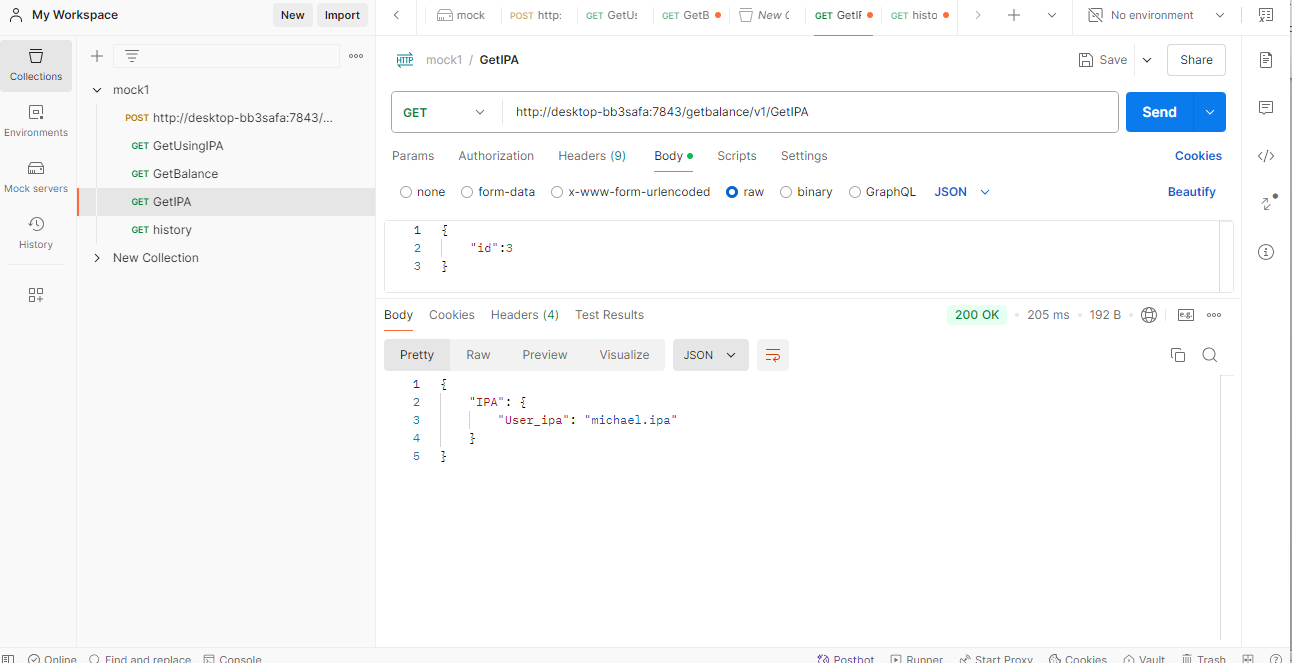 My Workspace
New
Import
mock
POST http:
GET GetUs
GET GetB
New C
GET GetIF
GET histo
No environment
Collections
Environments
Mock servers
History
mock1
POST http://desktop-bb3safa:7843/...
GET GetUsingIPA
GET GetBalance
GET GetIPA
GET history
New Collection
HTTP mock1 / GetIPA
Save
Share
GET http://desktop-bb3safa:7843/getbalance/v1/GetIPA
Send
Params Authorization Headers (9) Body Scripts Settings Cookies
none form-data x-www-form-urlencoded raw binary GraphQL JSON Beautify
1 {
2 "id":3
3 }
Body Cookies Headers (4) Test Results 200 OK 205 ms 192 B e.g.
Pretty Raw Preview Visualize JSON
1 {
2 "IPA": {
3 "User_ipa": "michael.ipa"
4 }
5 }
Online Find and replace Console Postbot Runner Start Proxy Cookies Vault Trash